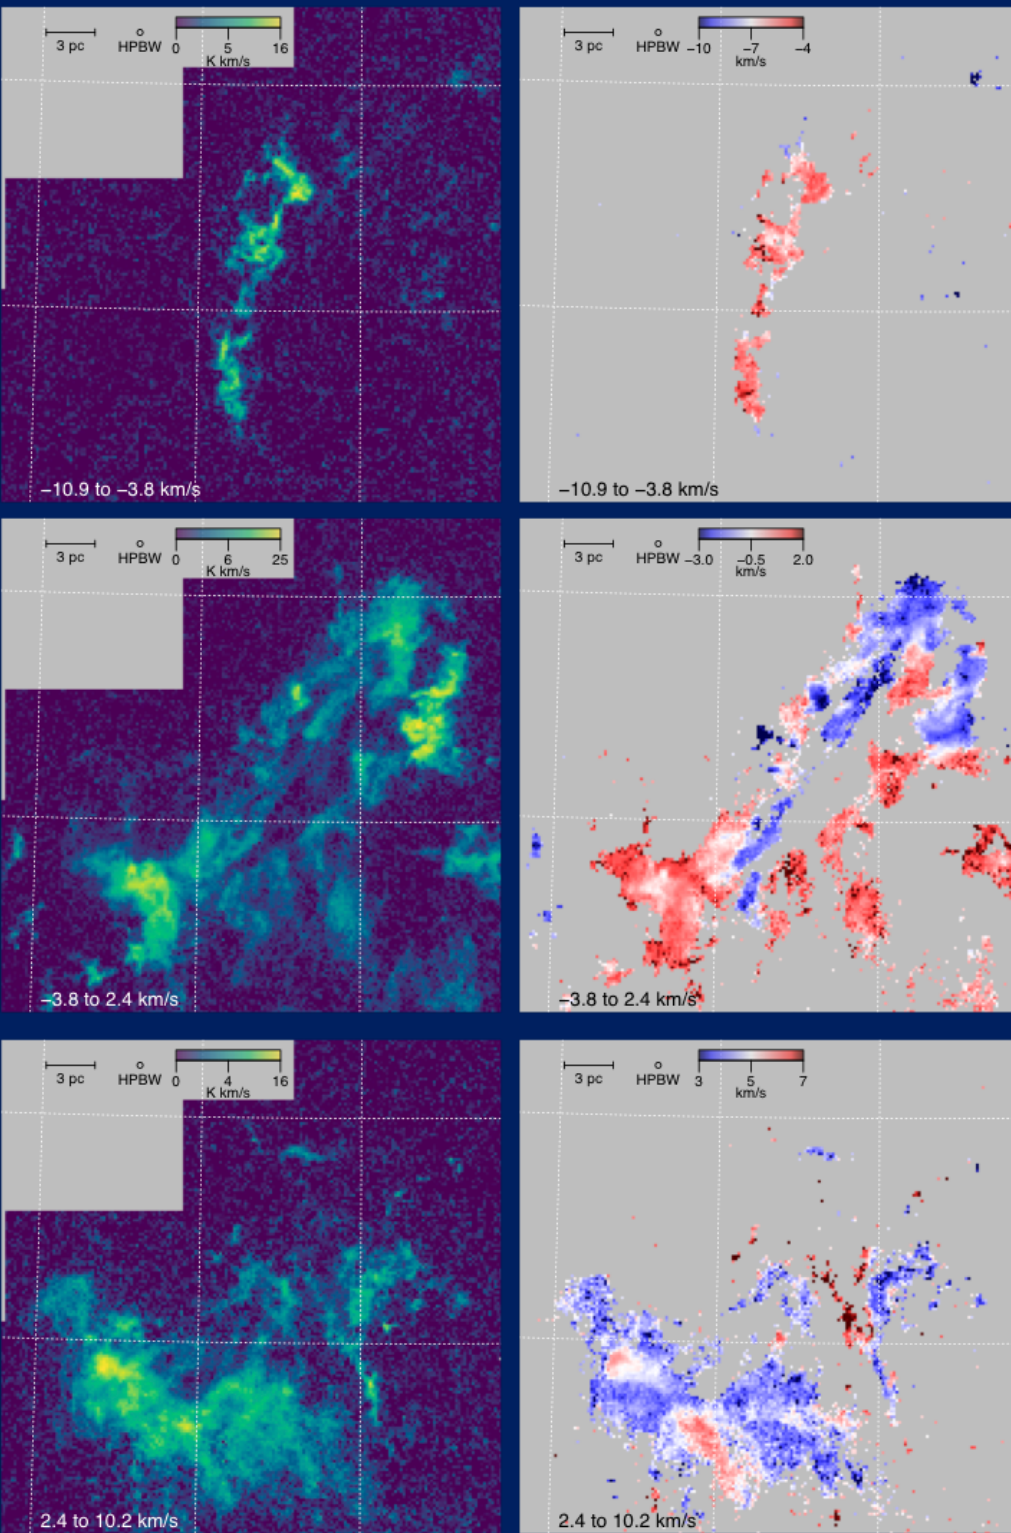 3 pc HPBW 0 5 16
K km/s
−10.9 to −3.8 km/s
3 pc HPBW −10 −7 −4
km/s
−10.9 to −3.8 km/s
3 pc HPBW 0 6 25
K km/s
−3.8 to 2.4 km/s
3 pc HPBW −3.0 −0.5 2.0
km/s
−3.8 to 2.4 km/s
3 pc HPBW 0 4 16
K km/s
2.4 to 10.2 km/s
3 pc HPBW 3 5 7
km/s
2.4 to 10.2 km/s